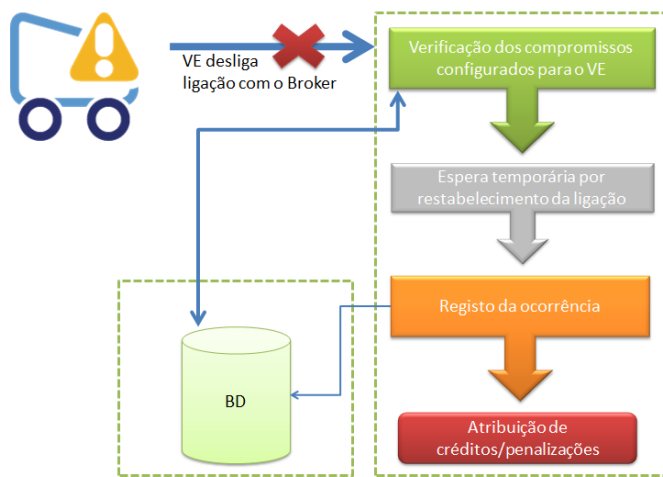 VE desliga
ligação com o Broker
Verificação dos compromissos
configurados para o VE
Espera temporária por
restabelecimento da ligação
Registo da ocorrência
BD
Atribuição de
créditos/penalizações